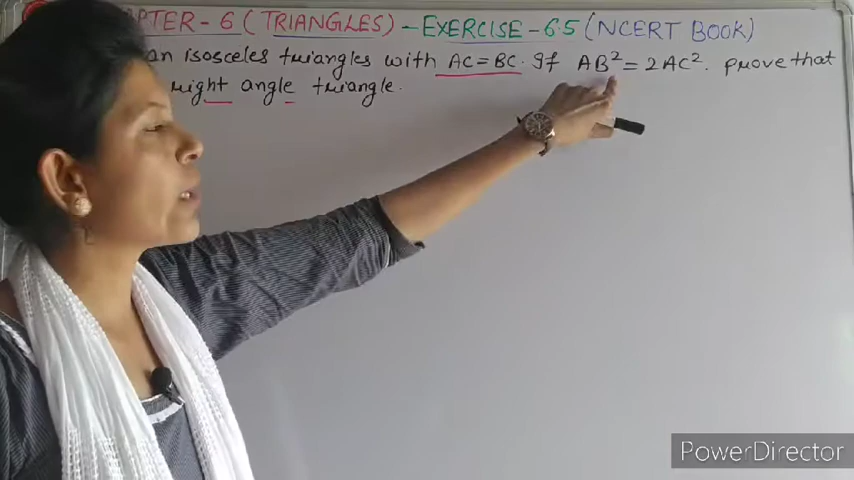 PTER - 6 ( TRIANGLES) - EXERCISE - 6.5 (NCERT BOOK)
an isosceles triangles with AC = BC. If AB² = 2AC². prove that
right angle triangle.
PowerDirector